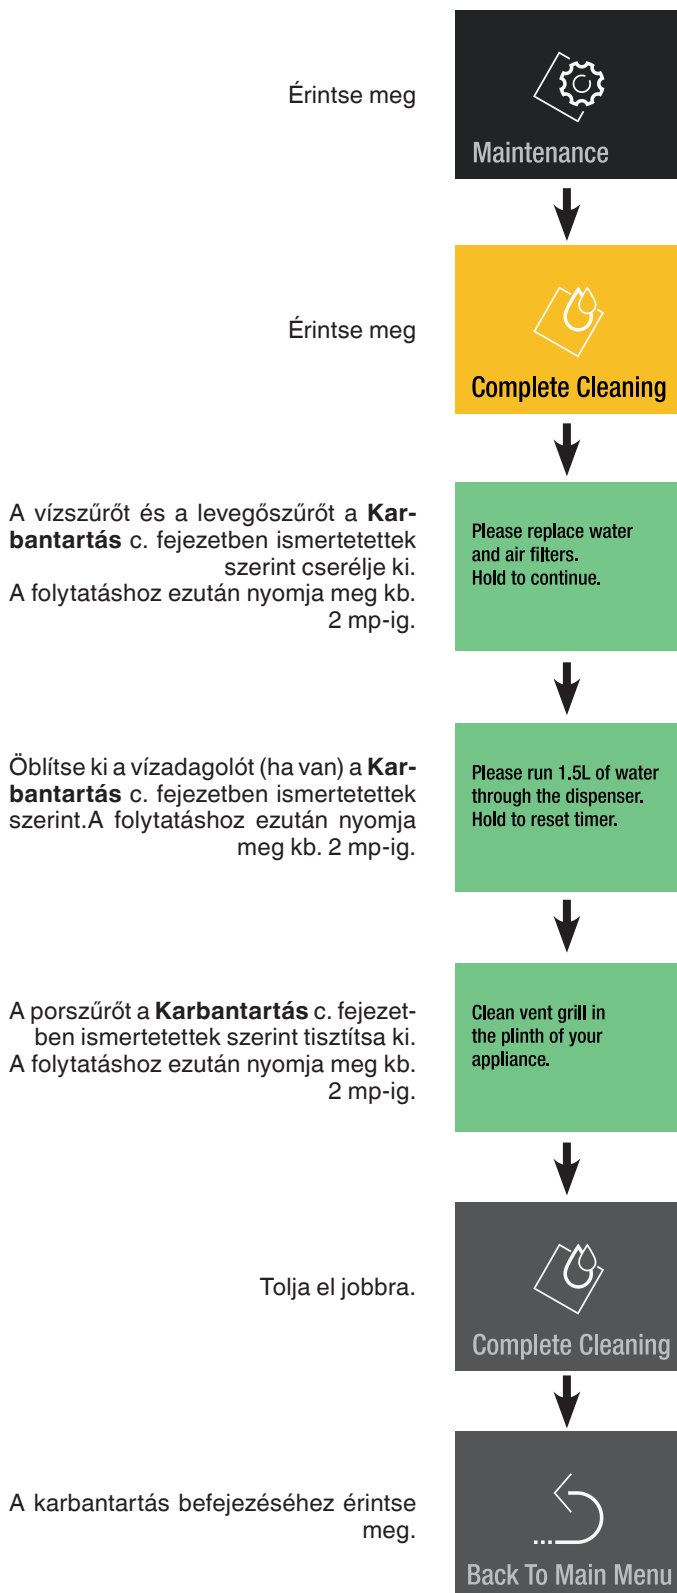 Érintse meg
Maintenance
Érintse meg
Complete Cleaning
A vízszűrőt és a levegőszűrőt a Kar-
bantartás c. fejezetben ismertetettek
szerint cserélje ki.
A folytatáshoz ezután nyomja meg kb.
2 mp-ig.
Please replace water
and air filters.
Hold to continue.
Öblítse ki a vízadagolót (ha van) a Kar-
bantartás c. fejezetben ismertetettek
szerint.A folytatáshoz ezután nyomja
meg kb. 2 mp-ig.
Please run 1.5L of water
through the dispenser.
Hold to reset timer.
A porszűrőt a Karbantartás c. fejezet-
ben ismertetettek szerint tisztítsa ki.
A folytatáshoz ezután nyomja meg kb.
2 mp-ig.
Clean vent grill in
the plinth of your
appliance.
Tolja el jobbra.
Complete Cleaning
A karbantartás befejezéséhez érintse
meg.
Back To Main Menu